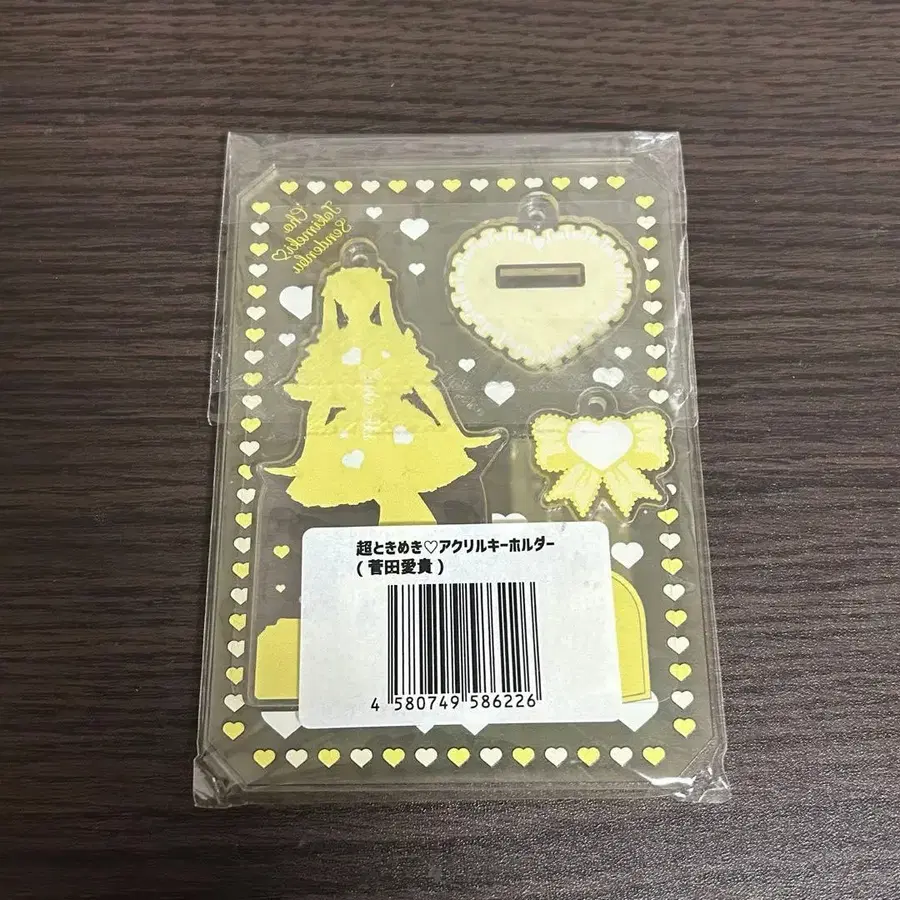 Cho
Tokimeki♡
Sendenbu
超ときめき♡アクリルキーホルダー
( 菅田愛貴 )
4 580749 586226